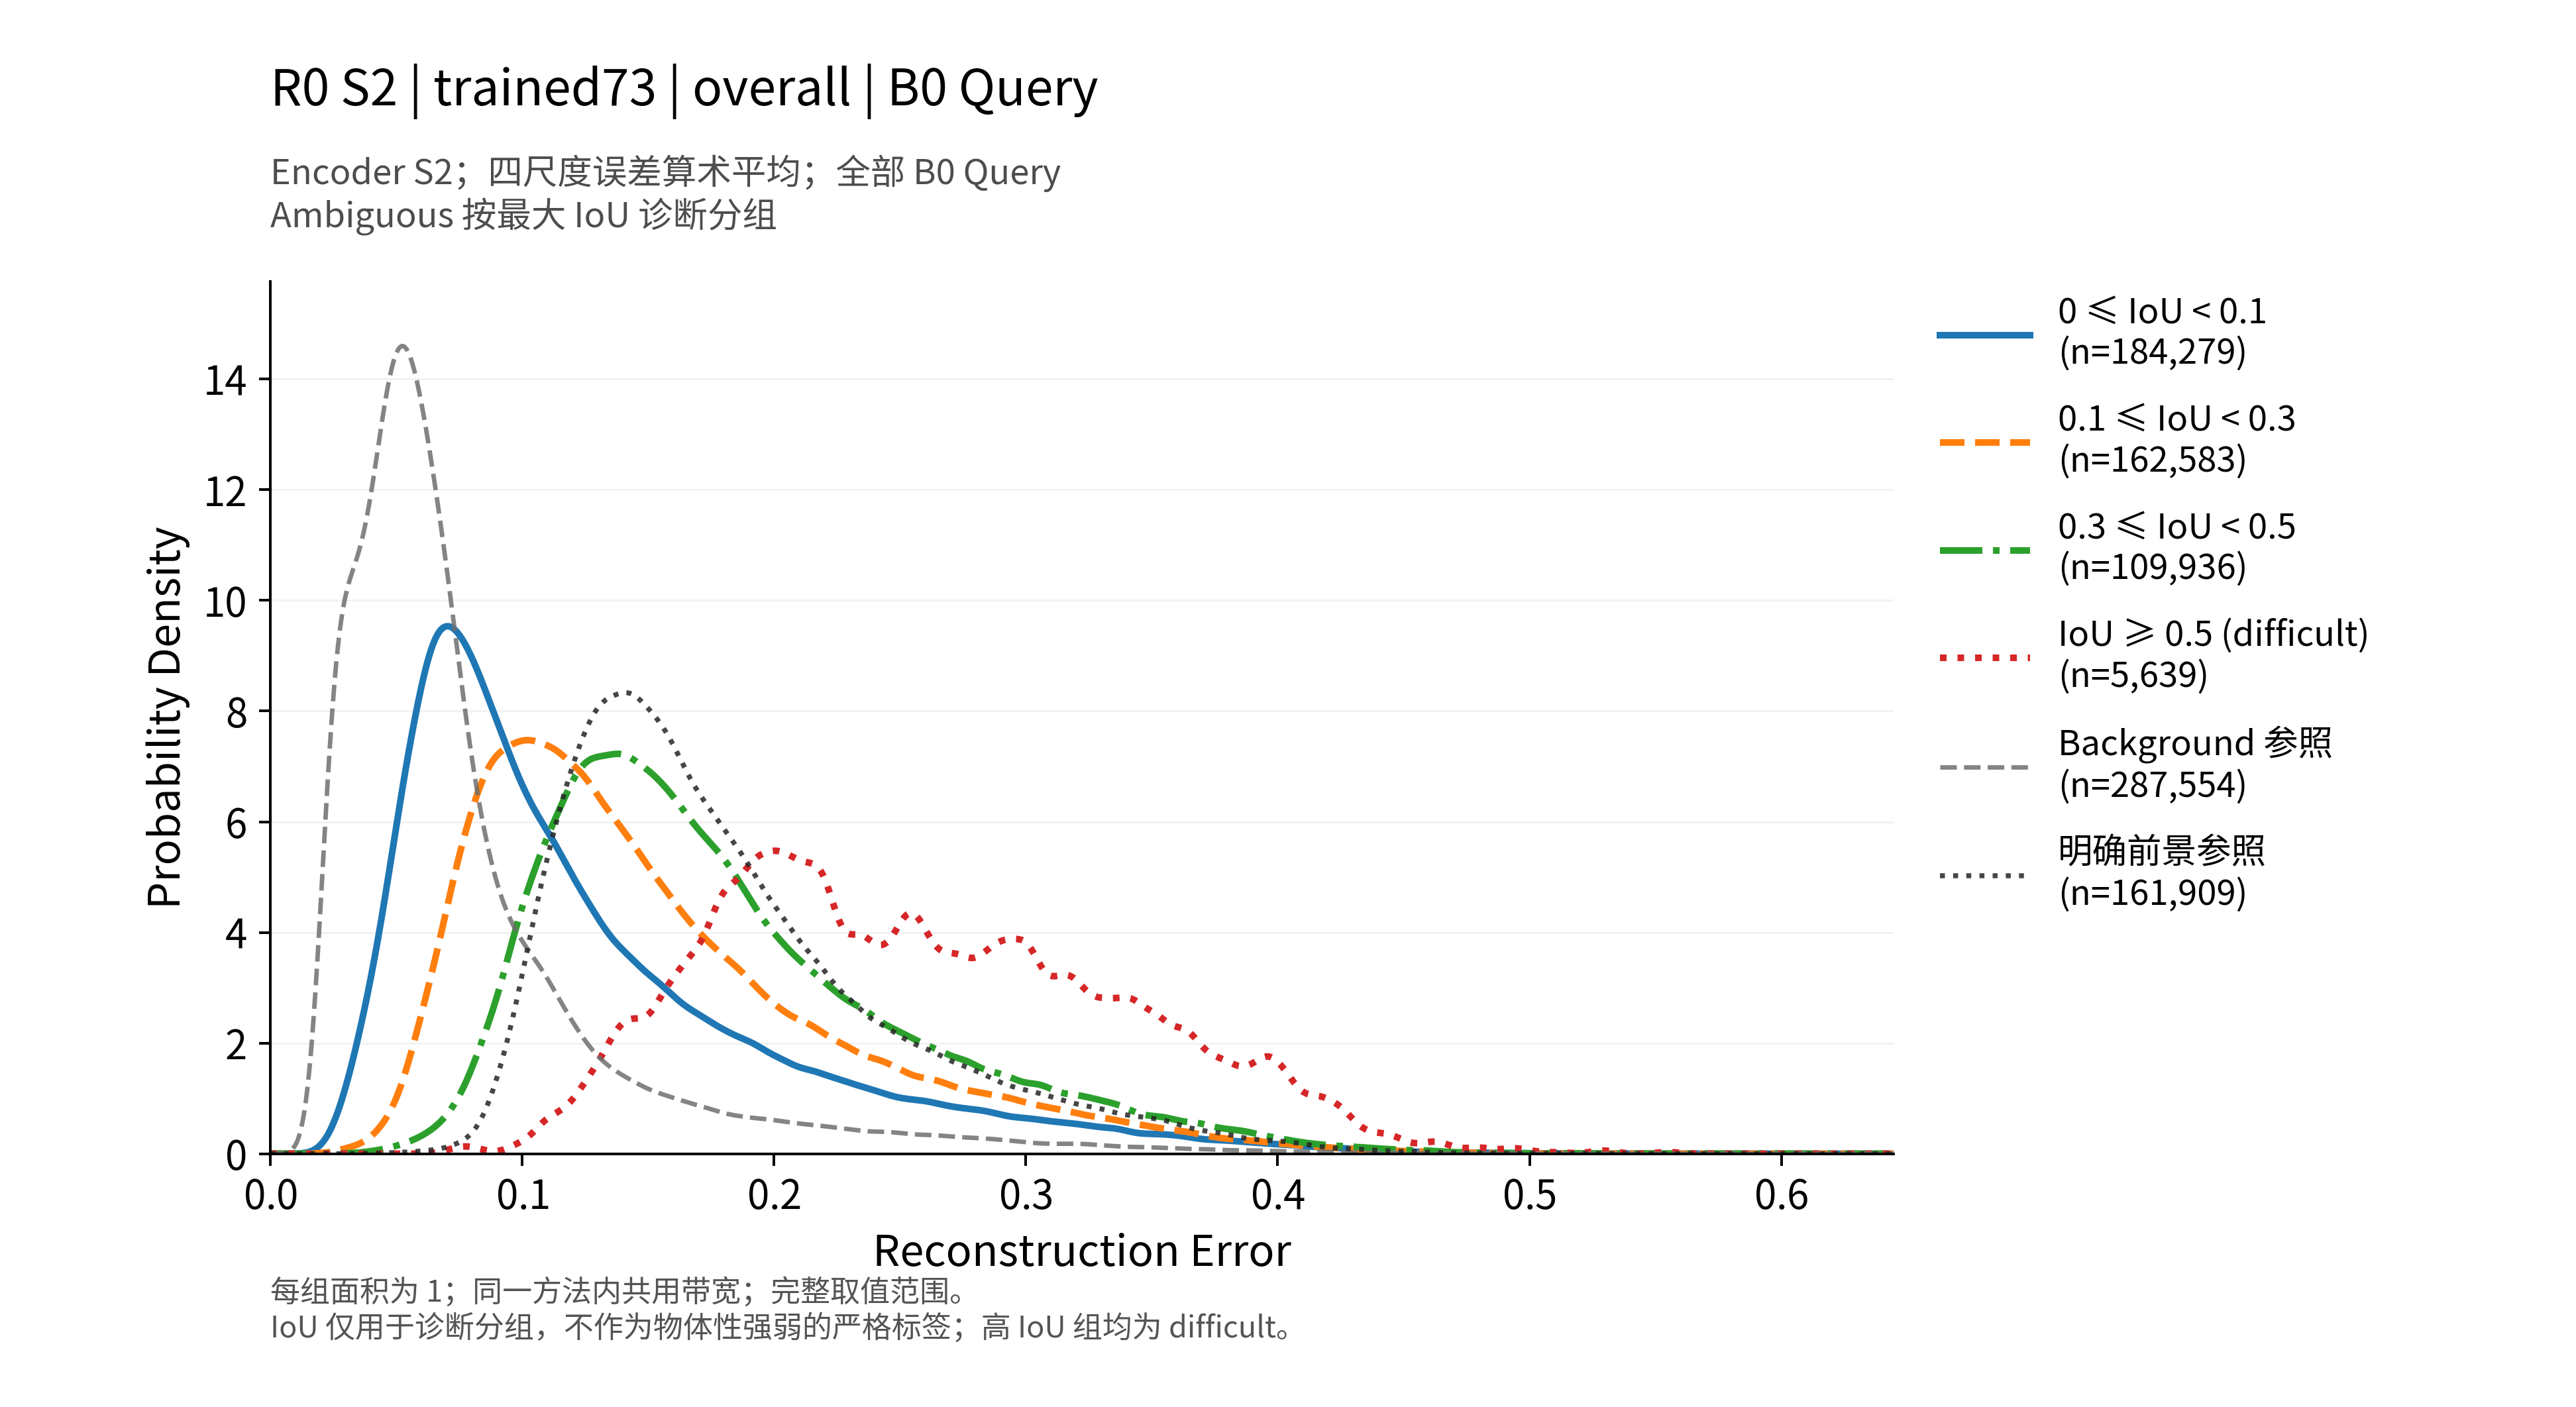 R0 S2 | trained73 | overall | B0 Query
Encoder S2；四尺度误差算术平均；全部 B0 Query
Ambiguous 按最大 IoU 诊断分组
Probability Density
14
12
10
8
6
4
2
0
0.0
0.1
0.2
0.3
0.4
0.5
0.6
Reconstruction Error
0 ⩽ IoU < 0.1
(n=184,279)
0.1 ⩽ IoU < 0.3
(n=162,583)
0.3 ⩽ IoU < 0.5
(n=109,936)
IoU ⩾ 0.5 (difficult)
(n=5,639)
Background 参照
(n=287,554)
明确前景参照
(n=161,909)
每组面积为 1；同一方法内共用带宽；完整取值范围。
IoU 仅用于诊断分组，不作为物体性强弱的严格标签；高 IoU 组均为 difficult。